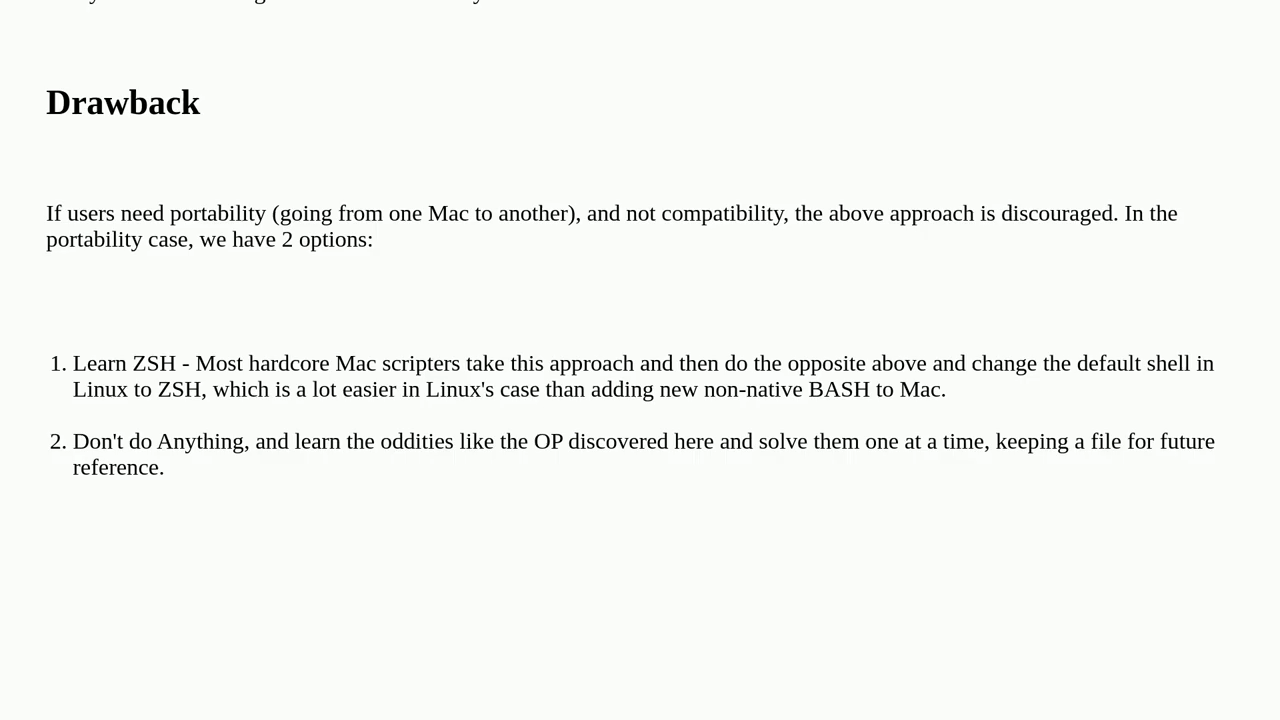 Drawback
If users need portability (going from one Mac to another), and not compatibility, the above approach is discouraged. In the
portability case, we have 2 options:
1. Learn ZSH - Most hardcore Mac scripters take this approach and then do the opposite above and change the default shell in
Linux to ZSH, which is a lot easier in Linux's case than adding new non-native BASH to Mac.
2. Don't do Anything, and learn the oddities like the OP discovered here and solve them one at a time, keeping a file for future
reference.